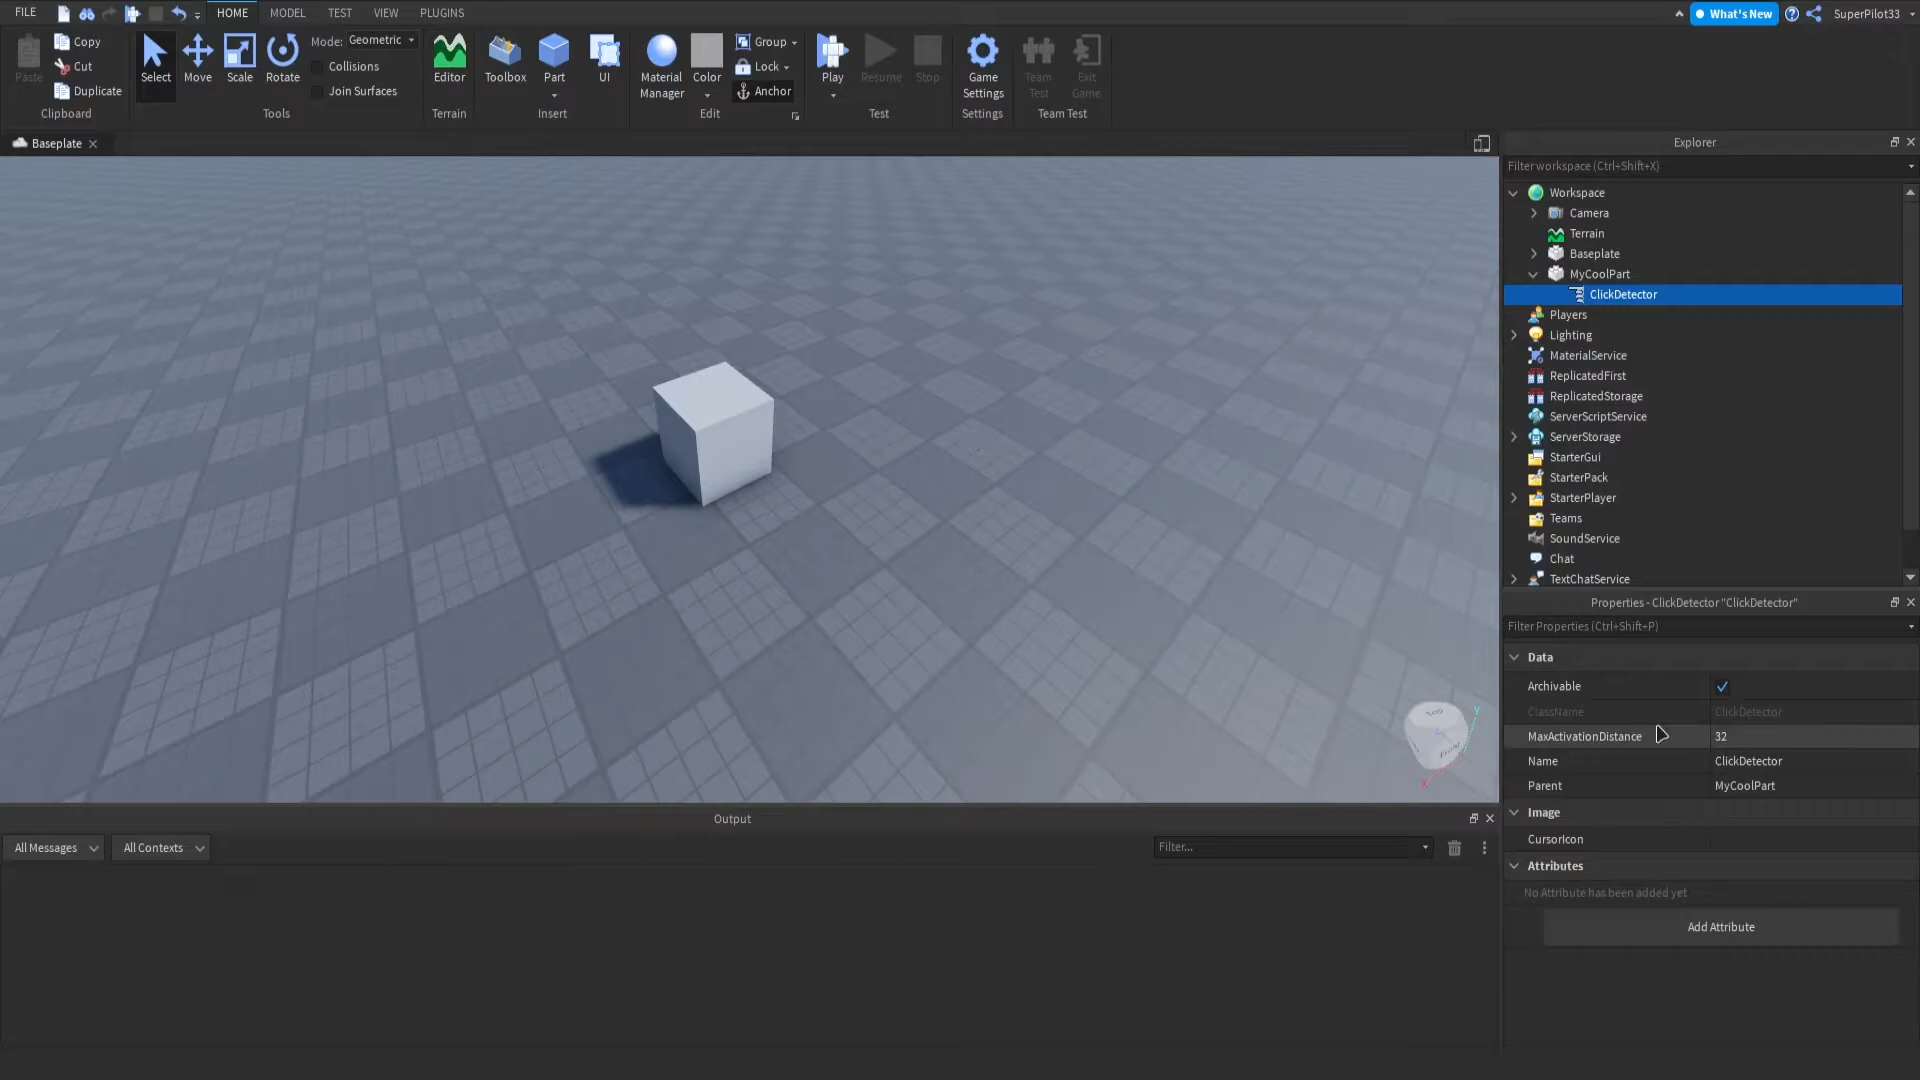 FILE HOME MODEL TEST VIEW PLUGINS What's New SuperPilot33
Paste Copy Cut Duplicate Clipboard
Select Move Scale Rotate Mode: Geometric Collisions Join Surfaces Tools
Editor Terrain
Toolbox Part UI Insert
Material Manager Color Group Lock Anchor Edit
Play Resume Stop Test
Game Settings Settings
Team Test Exit Game Team Test
Baseplate
Explorer
Filter workspace (Ctrl+Shift+X)
Workspace
Camera
Terrain
Baseplate
MyCoolPart
ClickDetector
Players
Lighting
MaterialService
ReplicatedFirst
ReplicatedStorage
ServerScriptService
ServerStorage
StarterGui
StarterPack
StarterPlayer
Teams
SoundService
Chat
TextChatService
Properties - ClickDetector "ClickDetector"
Filter Properties (Ctrl+Shift+P)
Data
Archivable
ClassName ClickDetector
MaxActivationDistance 32
Name ClickDetector
Parent MyCoolPart
Image
CursorIcon
Attributes
No Attribute has been added yet
Add Attribute
Top
Front
Y
X
Output
All Messages All Contexts Filter...